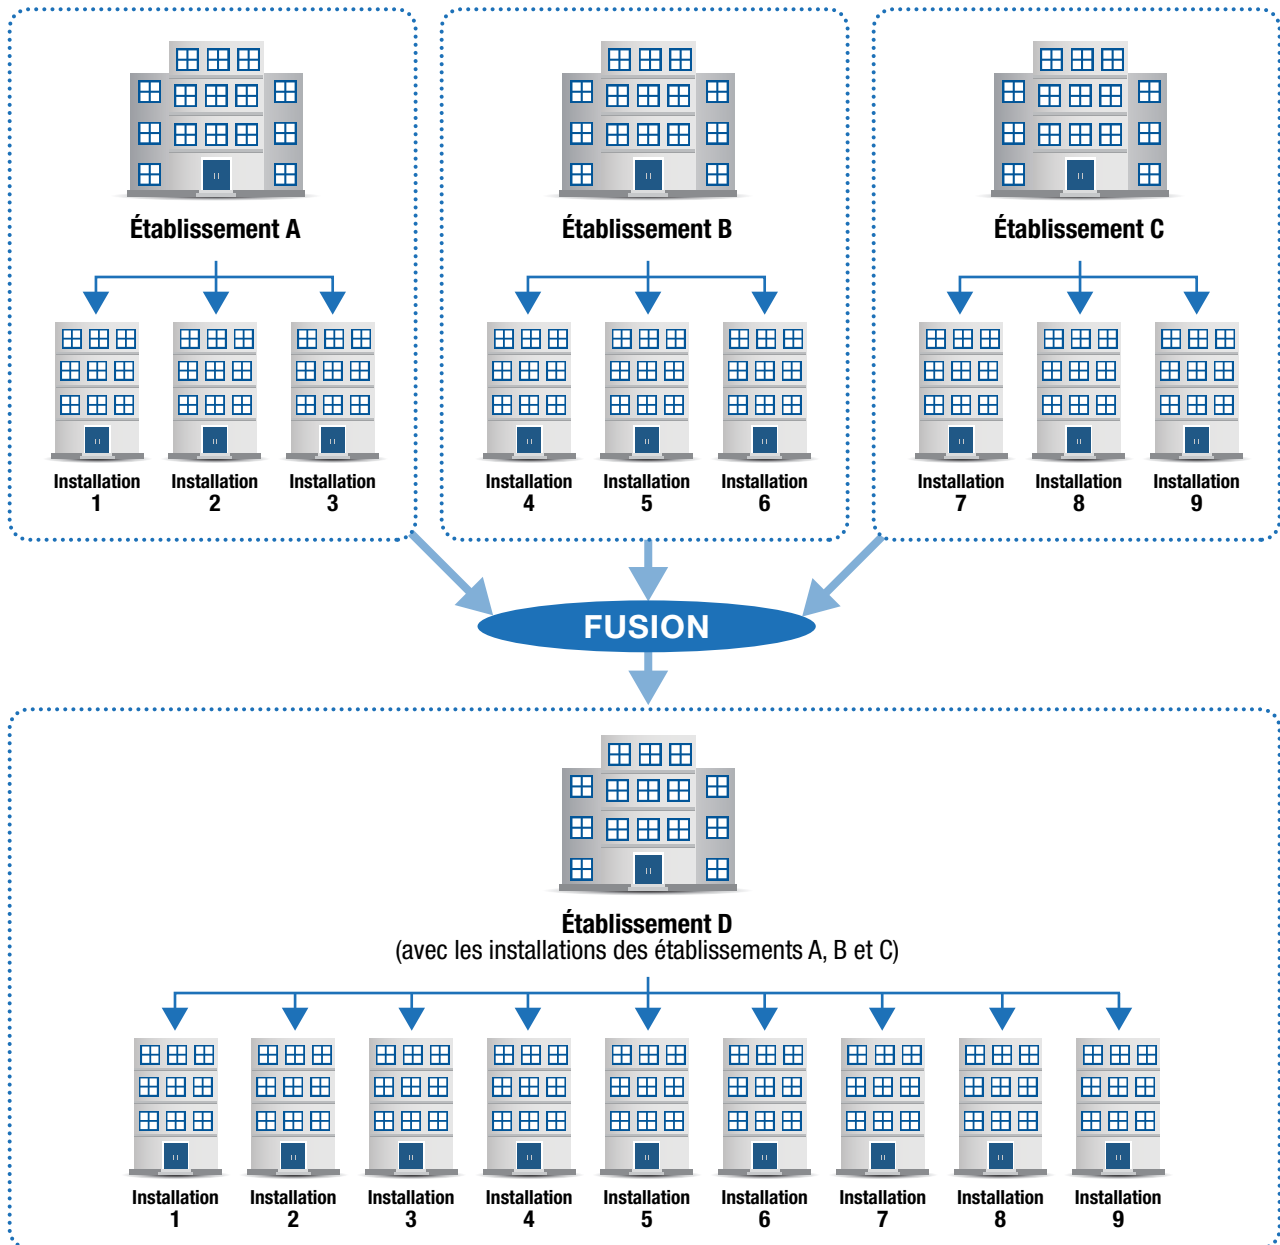 Établissement A
Établissement B
Établissement C
Installation
1
Installation
2
Installation
3
Installation
4
Installation
5
Installation
6
Installation
7
Installation
8
Installation
9
FUSION
Établissement D
(avec les installations des établissements A, B et C)
Installation
1
Installation
2
Installation
3
Installation
4
Installation
5
Installation
6
Installation
7
Installation
8
Installation
9